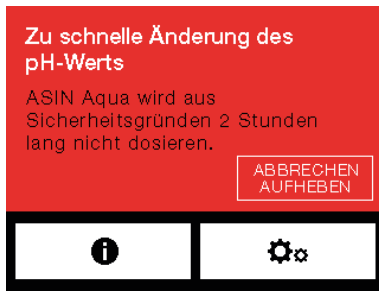 Zu schnelle Änderung des
pH-Werts
ASIN Aqua wird aus
Sicherheitsgründen 2 Stunden
lang nicht dosieren.
ABBRECHEN
AUFHEBEN